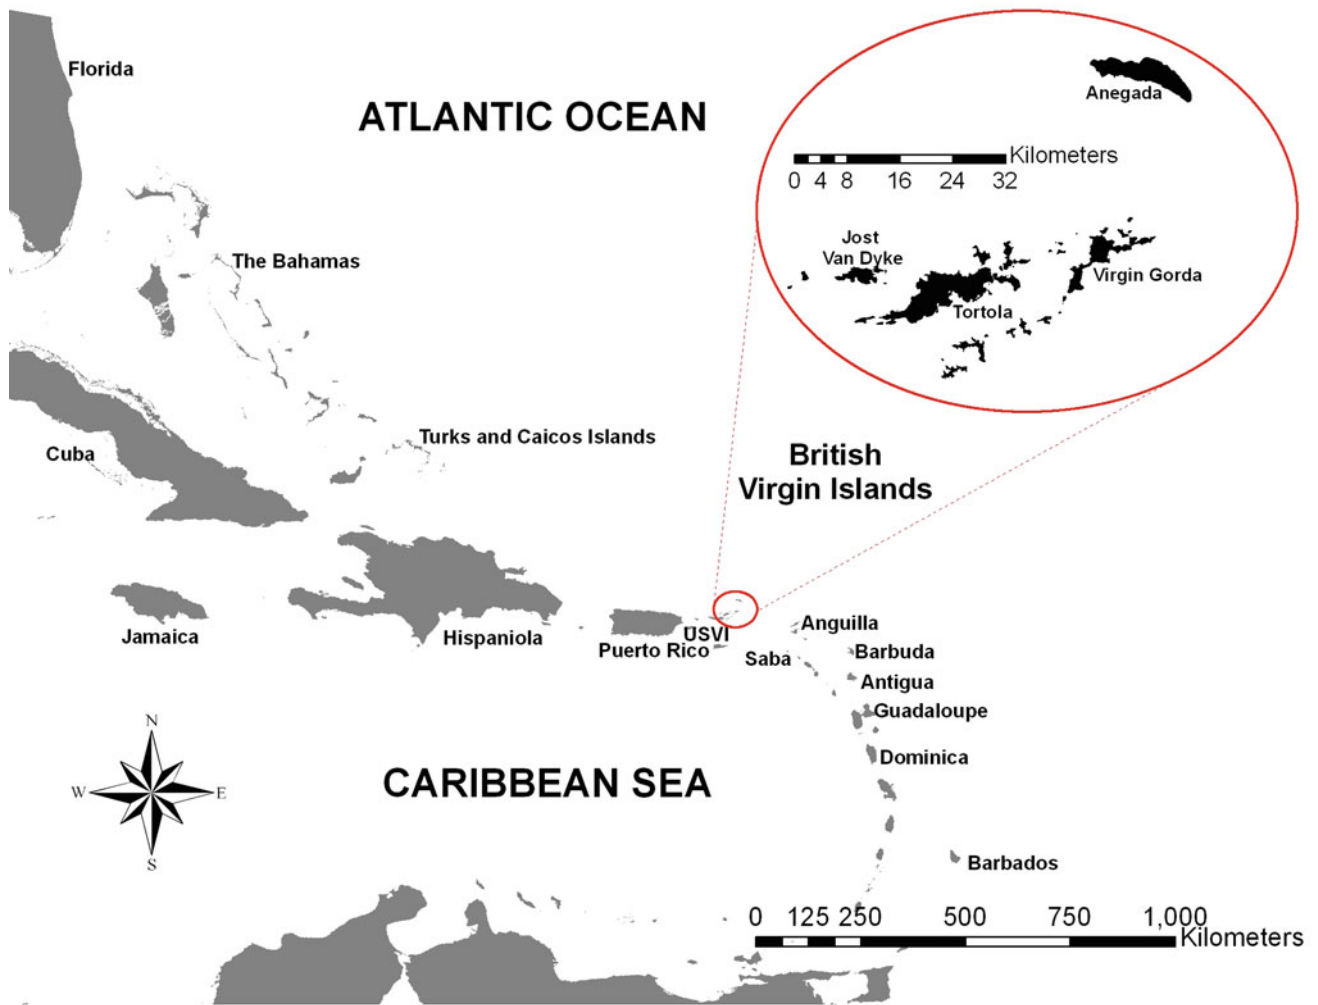 Florida
ATLANTIC OCEAN
Anegada
Kilometers
0 4 8 16 24 32
Jost
Van Dyke
The Bahamas
Virgin Gorda
Tortola
Turks and Caicos Islands
Cuba
British
Virgin Islands
Jamaica
Hispaniola
USVI
Puerto Rico
Anguilla
Saba
Barbuda
Antigua
Guadaloupe
N
Dominica
CARIBBEAN SEA
W E
S
Barbados
0 125 250 500 750 1,000
Kilometers